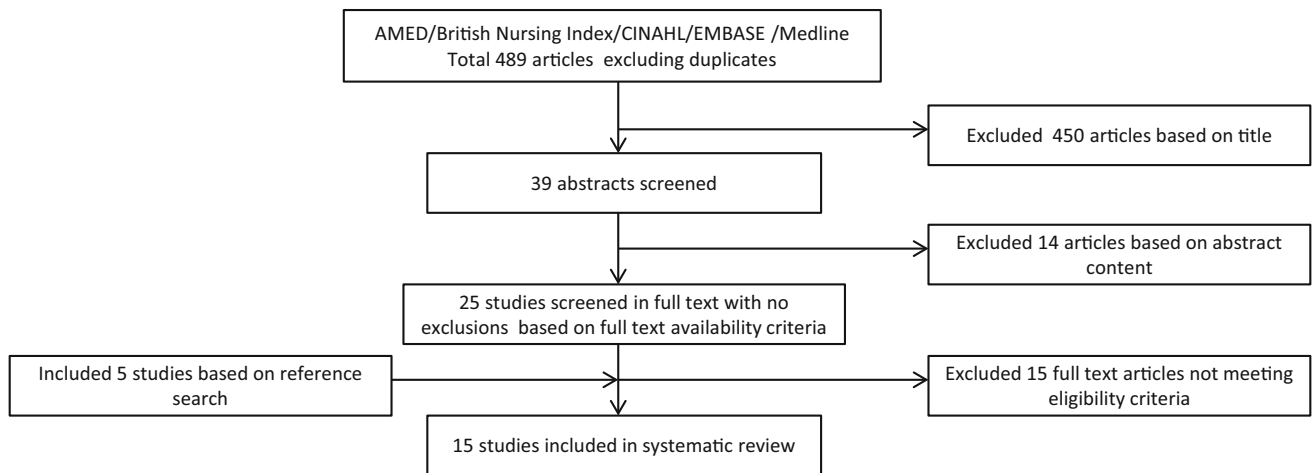 AMED/British Nursing Index/CINAHL/EMBASE /Medline
Total 489 articles excluding duplicates
Excluded 450 articles based on title
39 abstracts screened
Excluded 14 articles based on abstract
content
25 studies screened in full text with no
exclusions based on full text availability criteria
Included 5 studies based on reference
search
Excluded 15 full text articles not meeting
eligibility criteria
15 studies included in systematic review